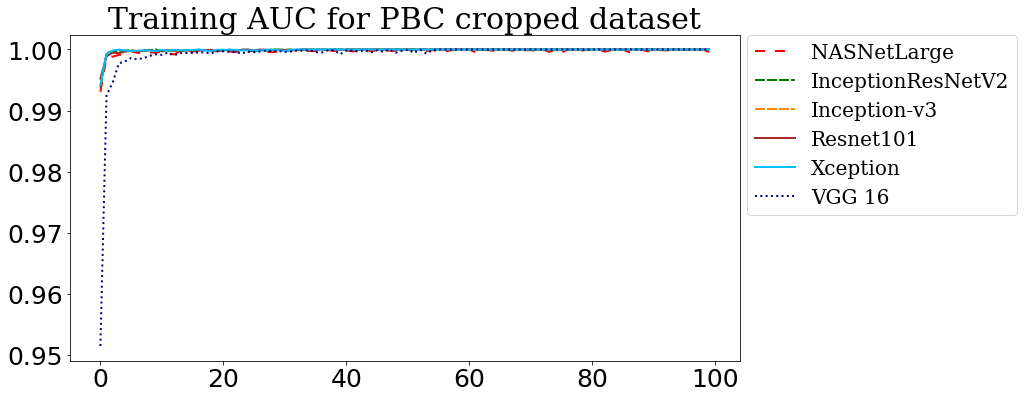 Training AUC for PBC cropped dataset
1.00
0.99
0.98
0.97
0.96
0.95
0 20 40 60 80 100
NASNetLarge
InceptionResNetV2
Inception-v3
Resnet101
Xception
VGG 16